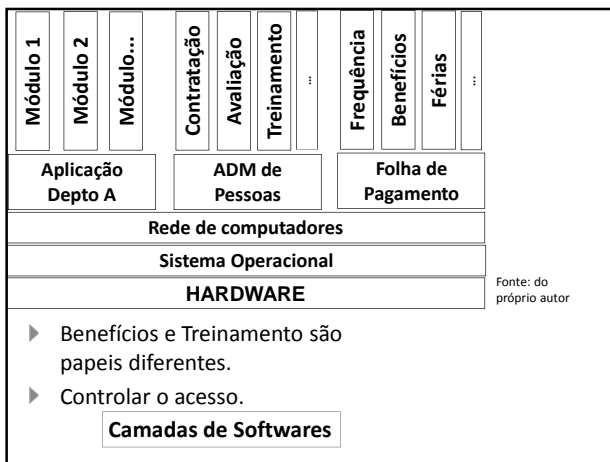 Módulo 1
Módulo 2
Módulo...
Contratação
Avaliação
Treinamento
...
Frequência
Benefícios
Férias
...
Aplicação
Depto A
ADM de
Pessoas
Folha de
Pagamento
Rede de computadores
Sistema Operacional
HARDWARE
Fonte: do
próprio autor
Benefícios e Treinamento são
papeis diferentes.
Controlar o acesso.
Camadas de Softwares